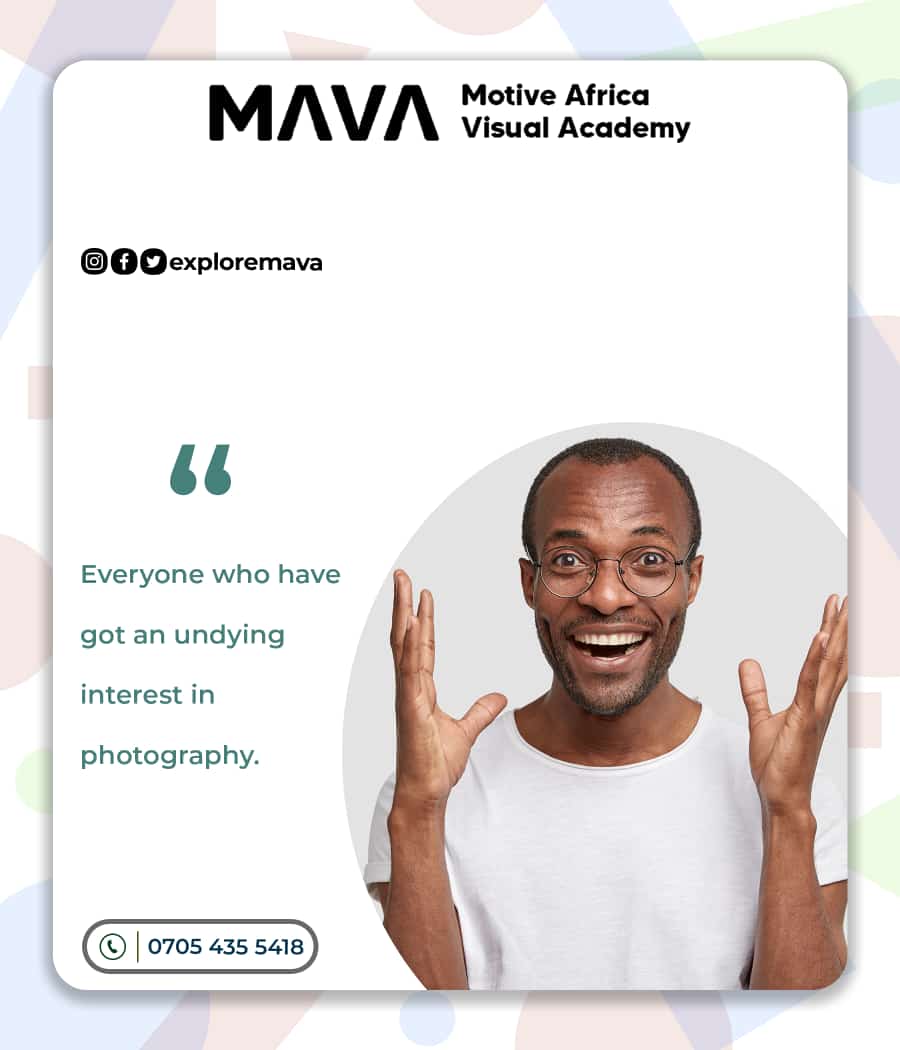 MAVA
Motive Africa
Visual Academy
exploremava
“
Everyone who have
got an undying
interest in
photography.
0705 435 5418